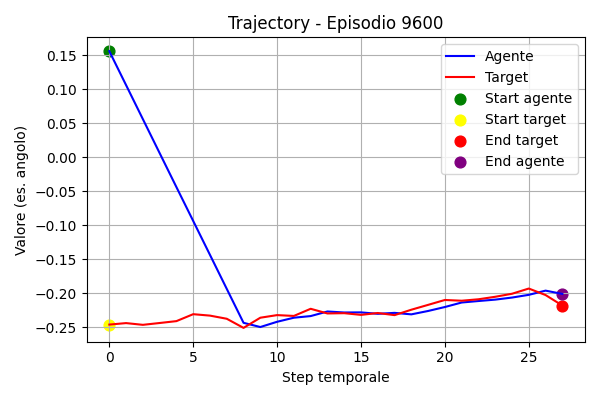 Trajectory - Episodio 9600
Valore (es. angolo)
0.15
0.10
0.05
0.00
−0.05
−0.10
−0.15
−0.20
−0.25
Agente
Target
Start agente
Start target
End target
End agente
0 5 10 15 20 25
Step temporale